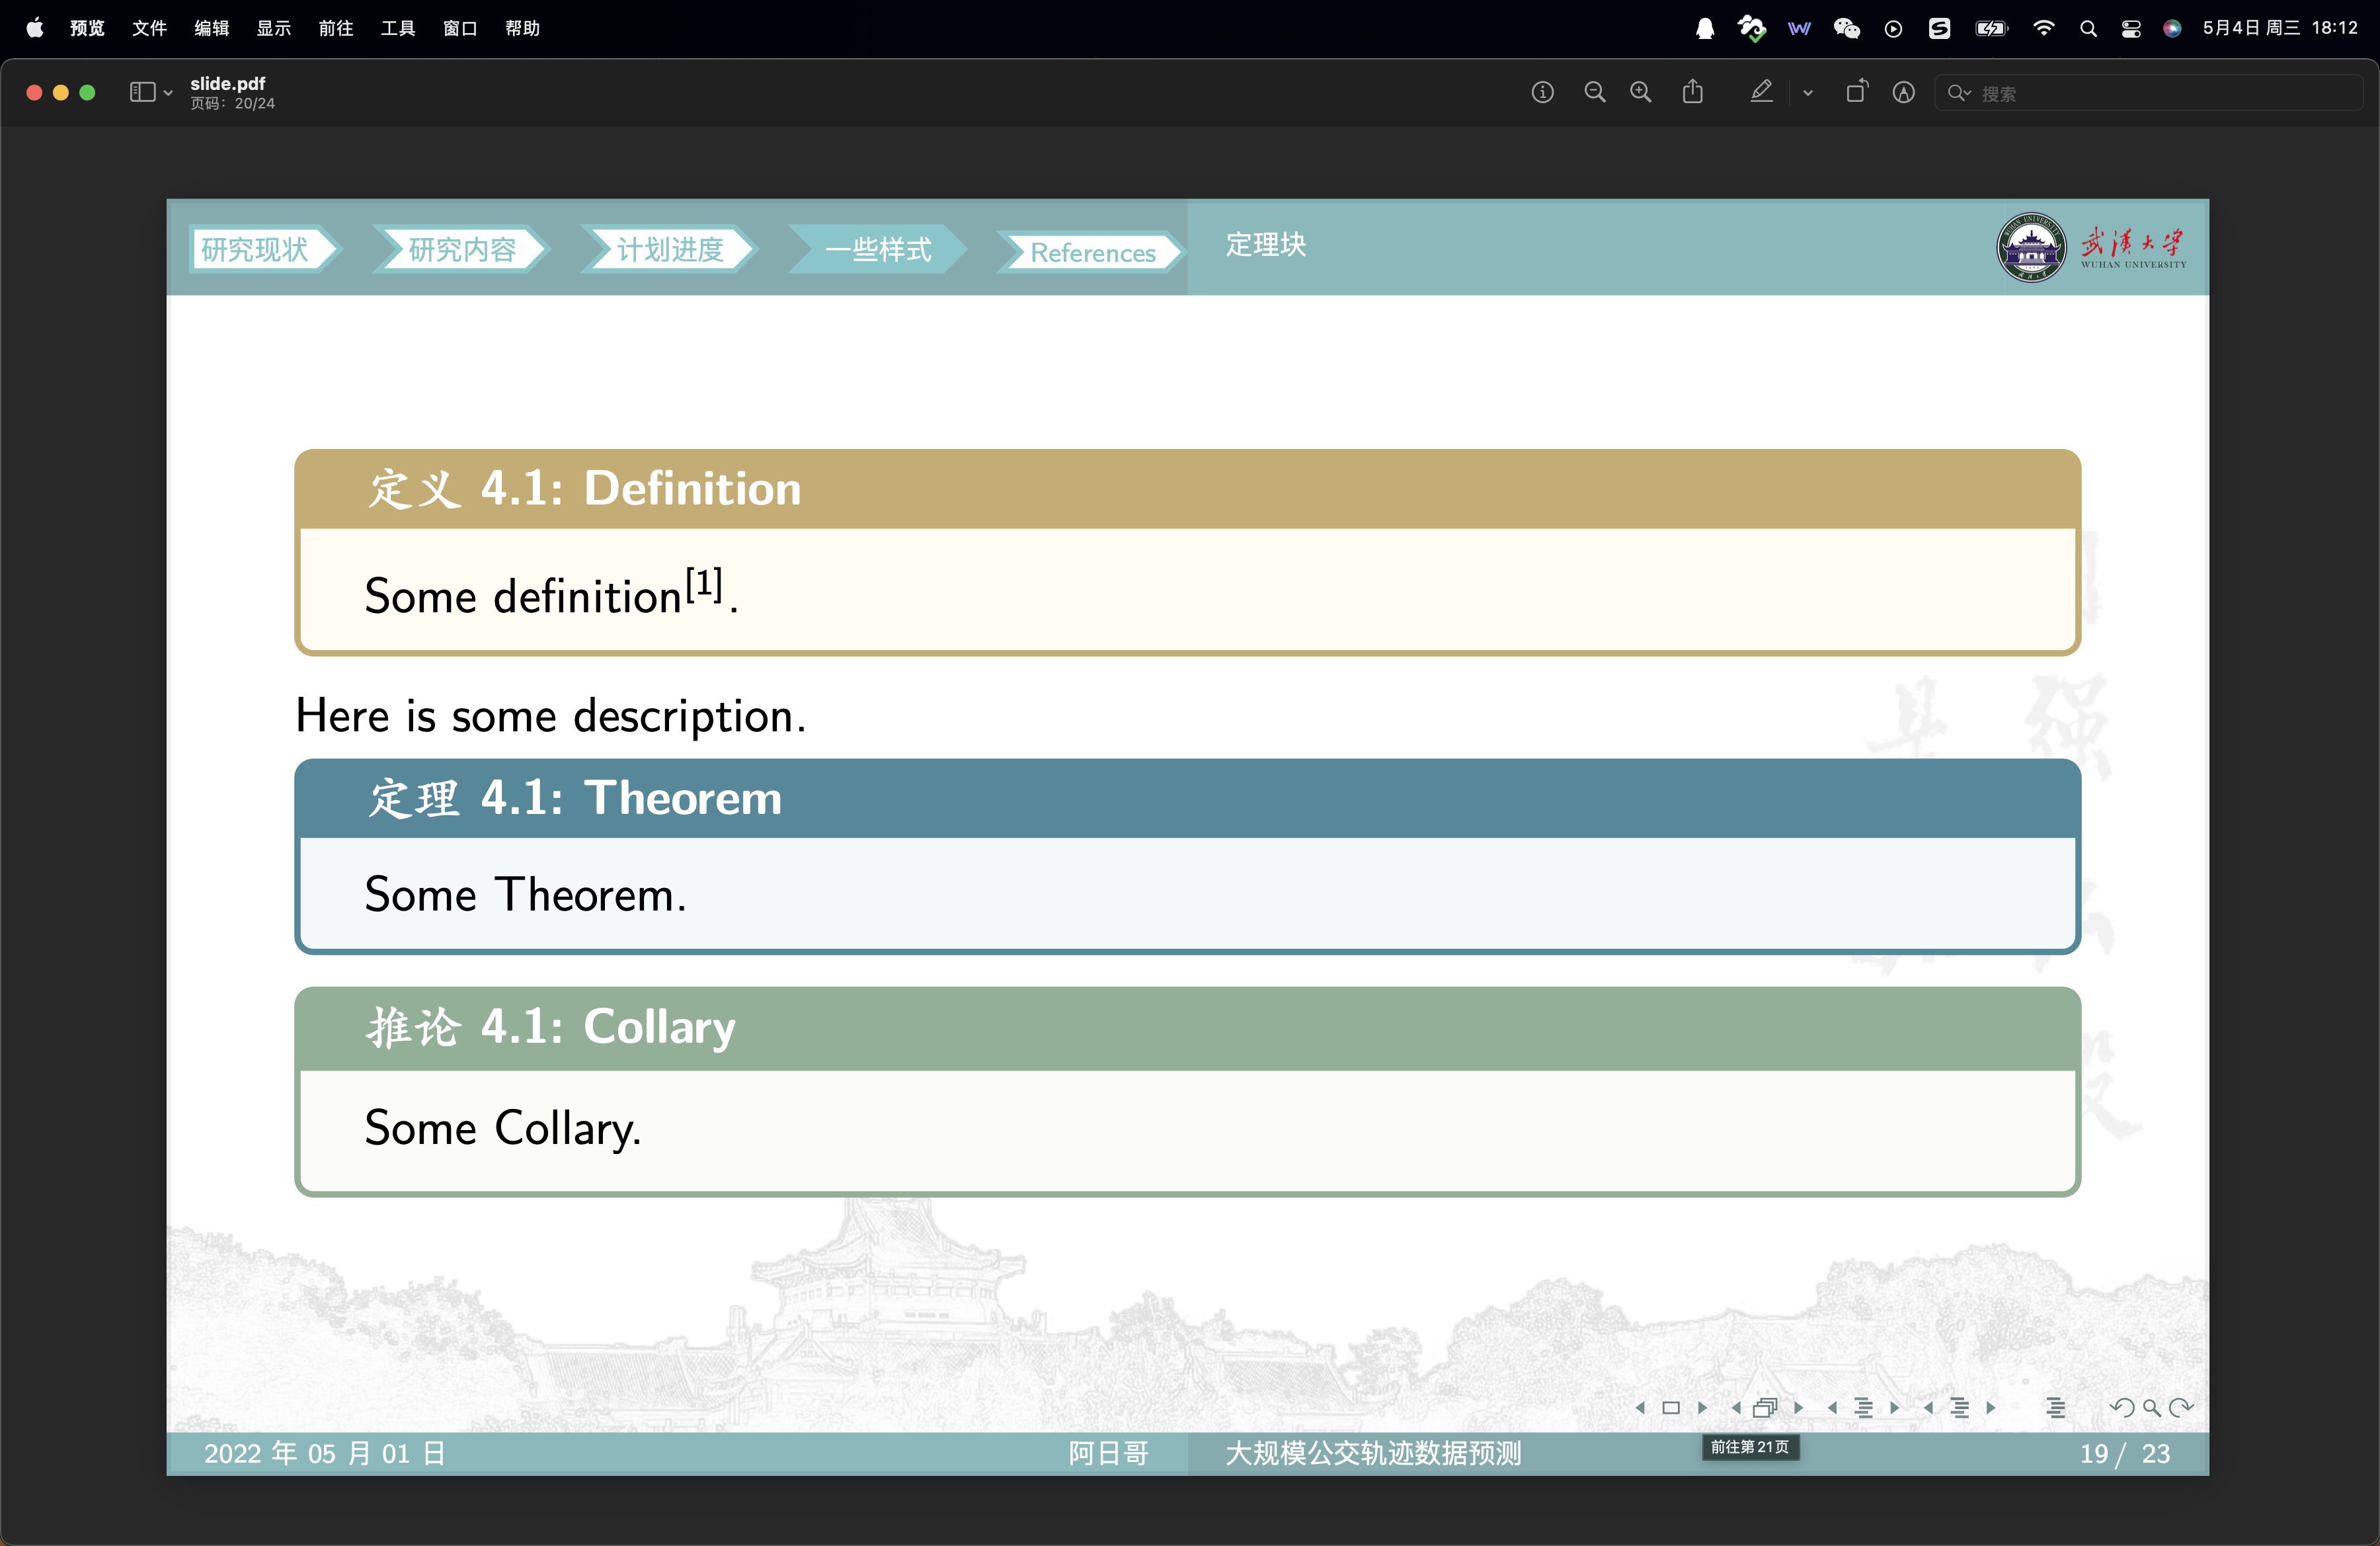 预览 文件 编辑 显示 前往 工具 窗口 帮助 5月4日 周三 18:12
slide.pdf
页码: 20/24
搜索
研究现状 研究内容 计划进度 一些样式 References 定理块
武汉大学
WUHAN UNIVERSITY
定义 4.1: Definition
Some definition[1].
Here is some description.
定理 4.1: Theorem
Some Theorem.
推论 4.1: Collary
Some Collary.
前往第21页
2022 年 05 月 01 日 阿日哥 大规模公交轨迹数据预测 19 / 23